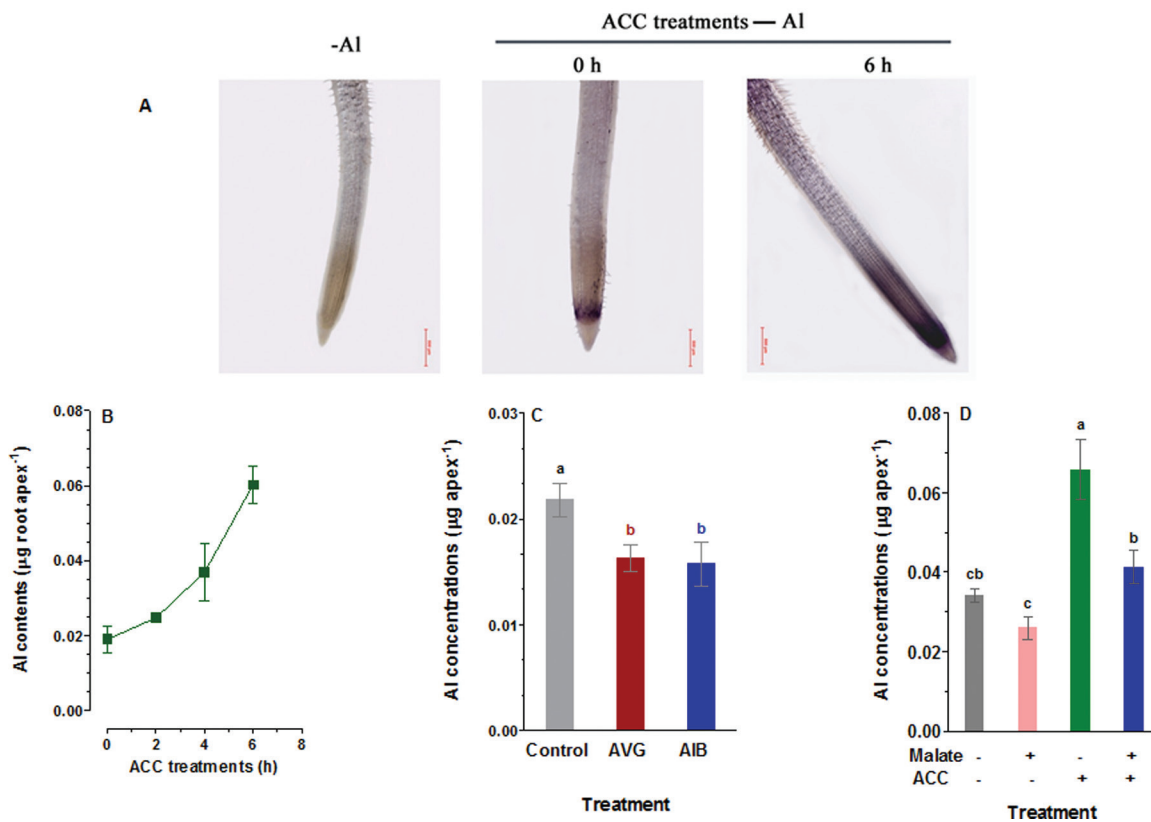 ACC treatments — Al
-Al
0 h
6 h
A
B
Al contents (µg root apex⁻¹)
0.08
0.06
0.04
0.02
0.00
0 2 4 6 8
ACC treatments (h)
C
Al concentrations (µg apex⁻¹)
0.03
0.02
0.01
0.00
a
b
b
Control AVG AIB
Treatment
D
Al concentrations (µg apex⁻¹)
0.08
0.06
0.04
0.02
0.00
cb
c
a
b
Malate - + - +
ACC - - + +
Treatment